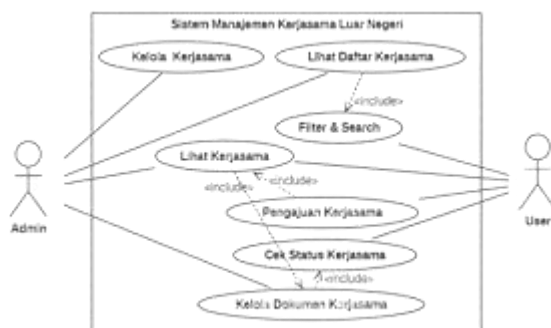 Sistem Manajemen Kerjasama Luar Negeri
Kelola Kerjasama
Lihat Daftar Kerjasama
«include»
Filter & Search
Lihat Kerjasama
«include»
«include»
Pengajuan Kerjasama
Admin
User
Cek Status Kerjasama
«include»
Kelola Dokumen Kerjasama